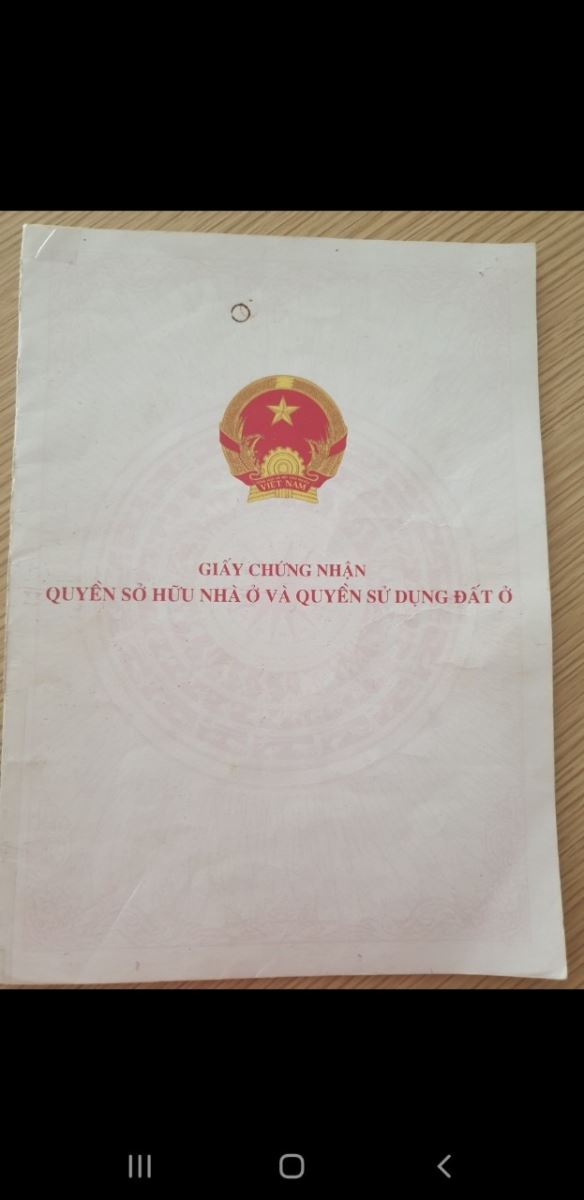 VIỆT NAM
GIẤY CHỨNG NHẬN
QUYỀN SỞ HỮU NHÀ Ở VÀ QUYỀN SỬ DỤNG ĐẤT Ở